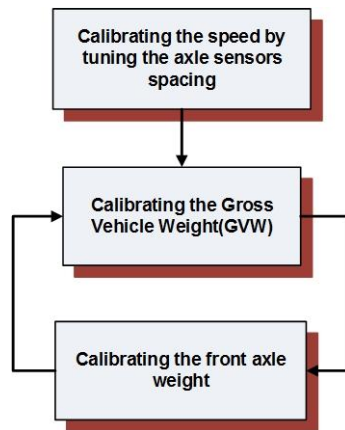 Calibrating the speed by
tuning the axle sensors
spacing
Calibrating the Gross
Vehicle Weight(GVW)
Calibrating the front axle
weight